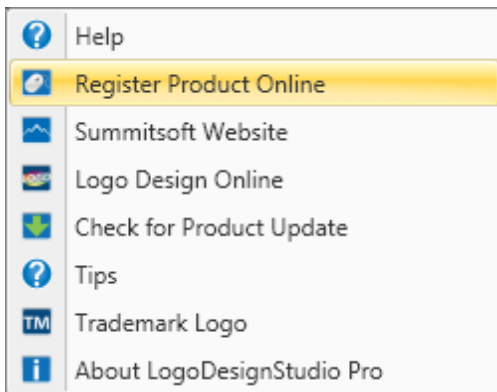 Help
Register Product Online
Summitsoft Website
Logo Design Online
Check for Product Update
Tips
TM Trademark Logo
About LogoDesignStudio Pro